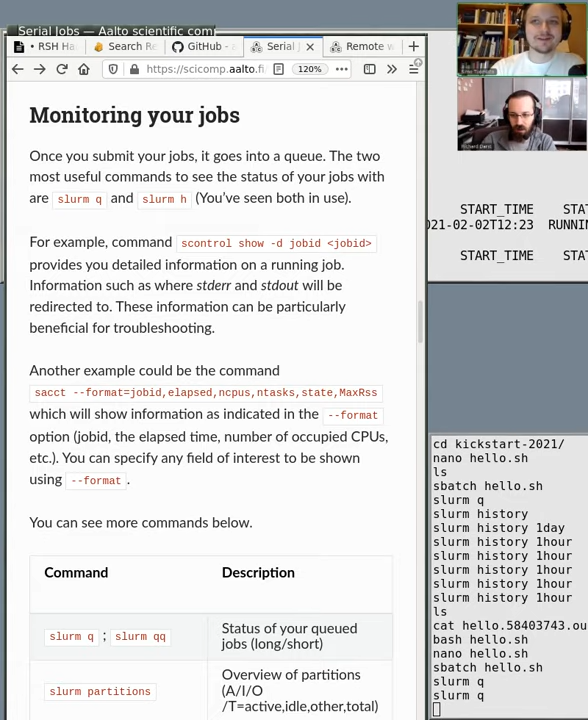 Serial Jobs — Aalto scientific com
• RSH Ha
Search Re
GitHub -
Serial J
Remote w
https://scicomp.aalto.fi
120%
Monitoring your jobs
Once you submit your jobs, it goes into a queue. The two
most useful commands to see the status of your jobs with
are slurm q and slurm h (You've seen both in use).
For example, command scontrol show -d jobid <jobid>
provides you detailed information on a running job.
Information such as where stderr and stdout will be
redirected to. These information can be particularly
beneficial for troubleshooting.
Another example could be the command
sacct --format=jobid,elapsed,ncpus,ntasks,state,MaxRss
which will show information as indicated in the --format
option (jobid, the elapsed time, number of occupied CPUs,
etc.). You can specify any field of interest to be shown
using --format.
You can see more commands below.
Command Description
slurm q ; slurm qq Status of your queued
jobs (long/short)
slurm partitions Overview of partitions
(A/I/O
/T=active,idle,other,total)
Richard Darst
START_TIME STAT
021-02-02T12:23 RUNNIN
START_TIME STAT
cd kickstart-2021/
nano hello.sh
ls
sbatch hello.sh
slurm q
slurm history
slurm history 1day
slurm history 1hour
slurm history 1hour
slurm history 1hour
slurm history 1hour
slurm history 1hour
ls
cat hello.58403743.ou
bash hello.sh
nano hello.sh
sbatch hello.sh
slurm q
slurm q